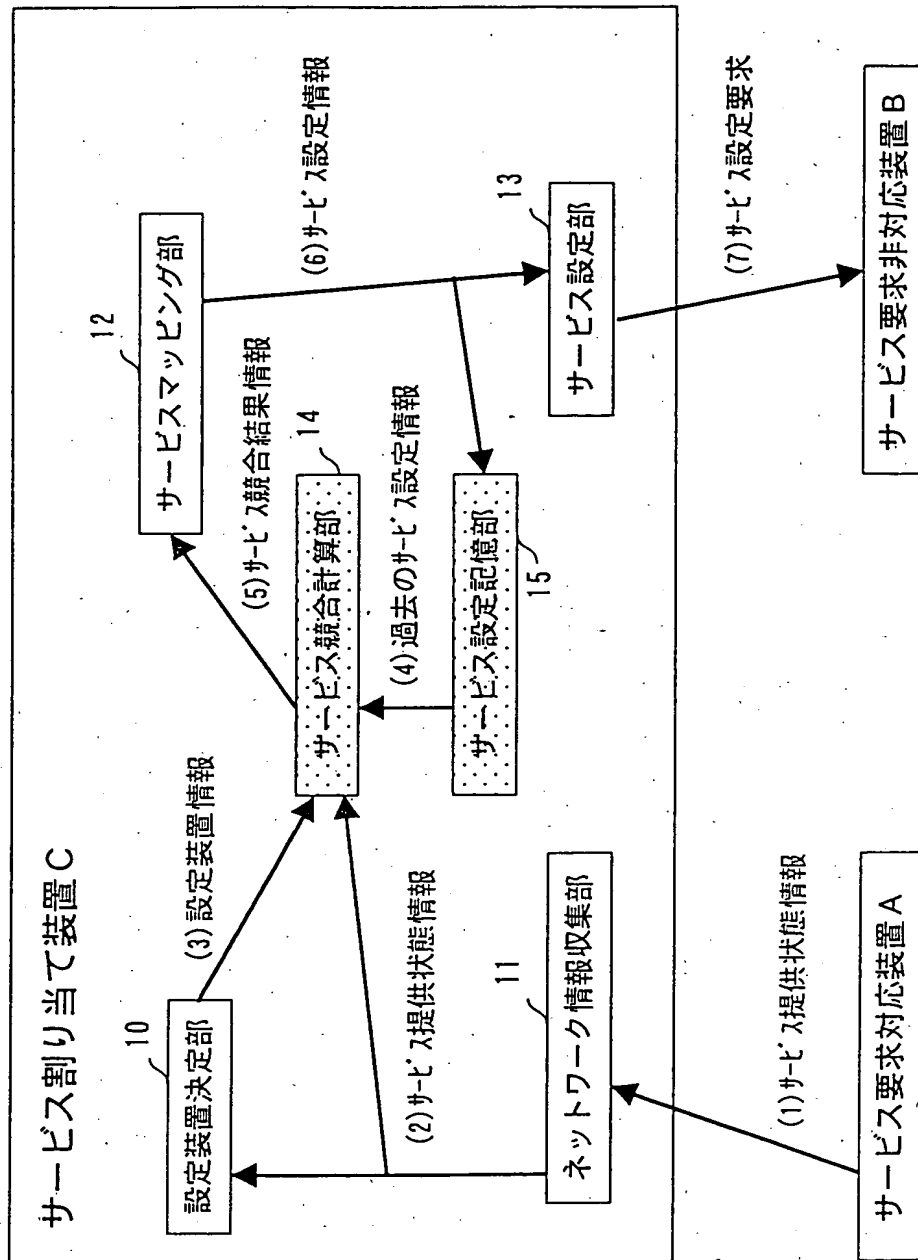 サービス割り当て装置C
10
設定装置決定部
(3)設定装置情報
12
サービスマッピング部
(5)サービス競合結果情報
14
サービス競合計算部
(6)サービス設定情報
(2)サービス提供状態情報
(4)過去のサービス設定情報
サービス設定記憶部
15
11
ネットワーク情報収集部
13
サービス設定部
(1)サービス提供状態情報
(7)サービス設定要求
サービス要求対応装置A
サービス要求非対応装置B